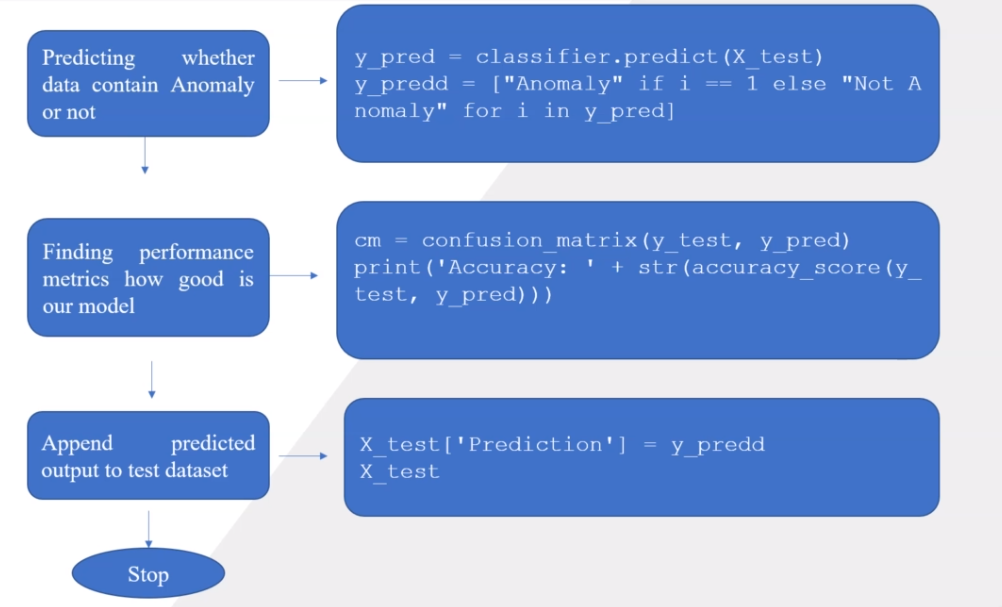 Predicting whether
data contain Anomaly
or not
y_pred = classifier.predict(X_test)
y_predd = ["Anomaly" if i == 1 else "Not A
nomaly" for i in y_pred]
Finding performance
metrics how good is
our model
cm = confusion_matrix(y_test, y_pred)
print('Accuracy: ' + str(accuracy_score(y_
test, y_pred)))
Append predicted
output to test dataset
X_test['Prediction'] = y_predd
X_test
Stop